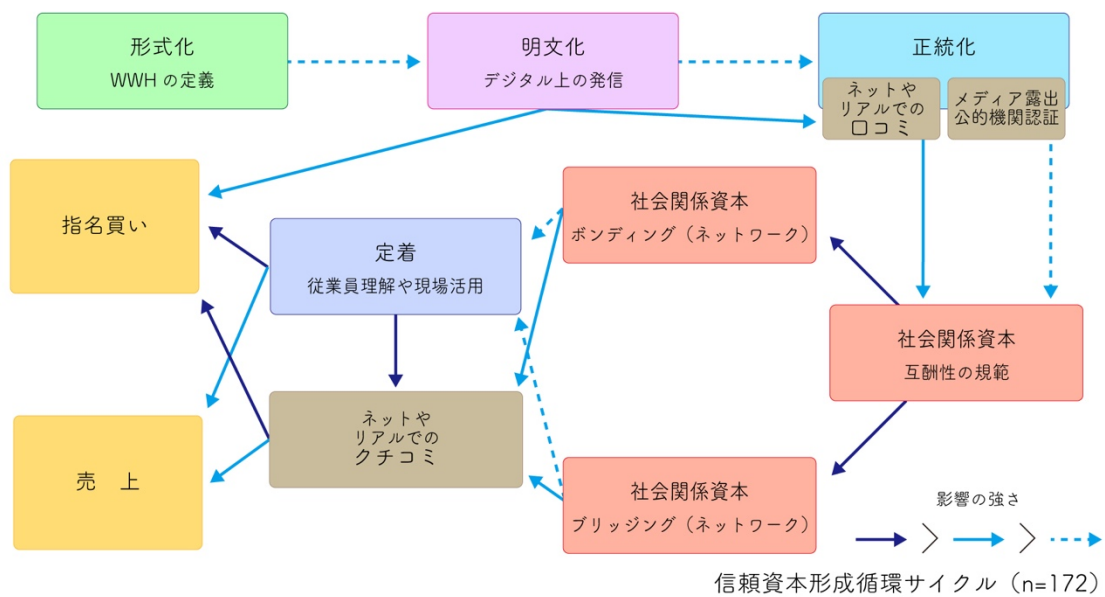 形式化
WWH の定義
明文化
デジタル上の発信
正統化
ネットや
リアルでの
口コミ
メディア露出
公的機関認証
指名買い
定着
従業員理解や現場活用
社会関係資本
ボンディング（ネットワーク）
社会関係資本
互酬性の規範
ネットや
リアルでの
クチコミ
売　上
社会関係資本
ブリッジング（ネットワーク）
影響の強さ
信頼資本形成循環サイクル（n=172）